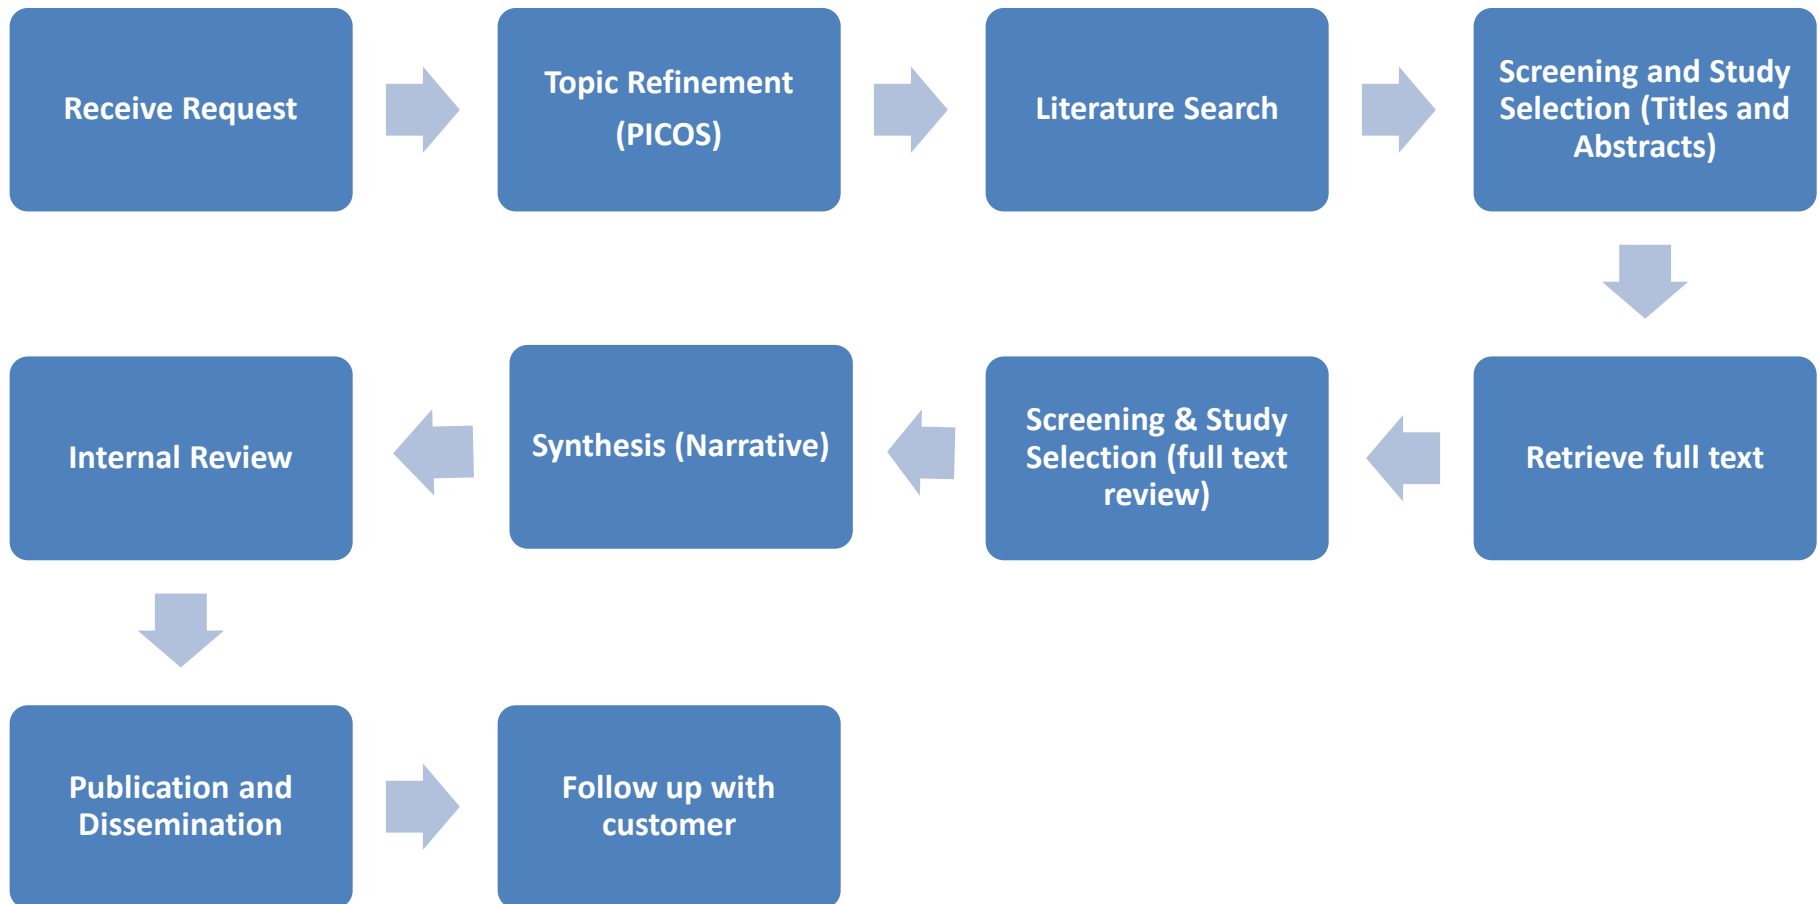 Receive Request
Topic Refinement
(PICOS)
Literature Search
Screening and Study
Selection (Titles and
Abstracts)
Internal Review
Synthesis (Narrative)
Screening & Study
Selection (full text
review)
Retrieve full text
Publication and
Dissemination
Follow up with
customer